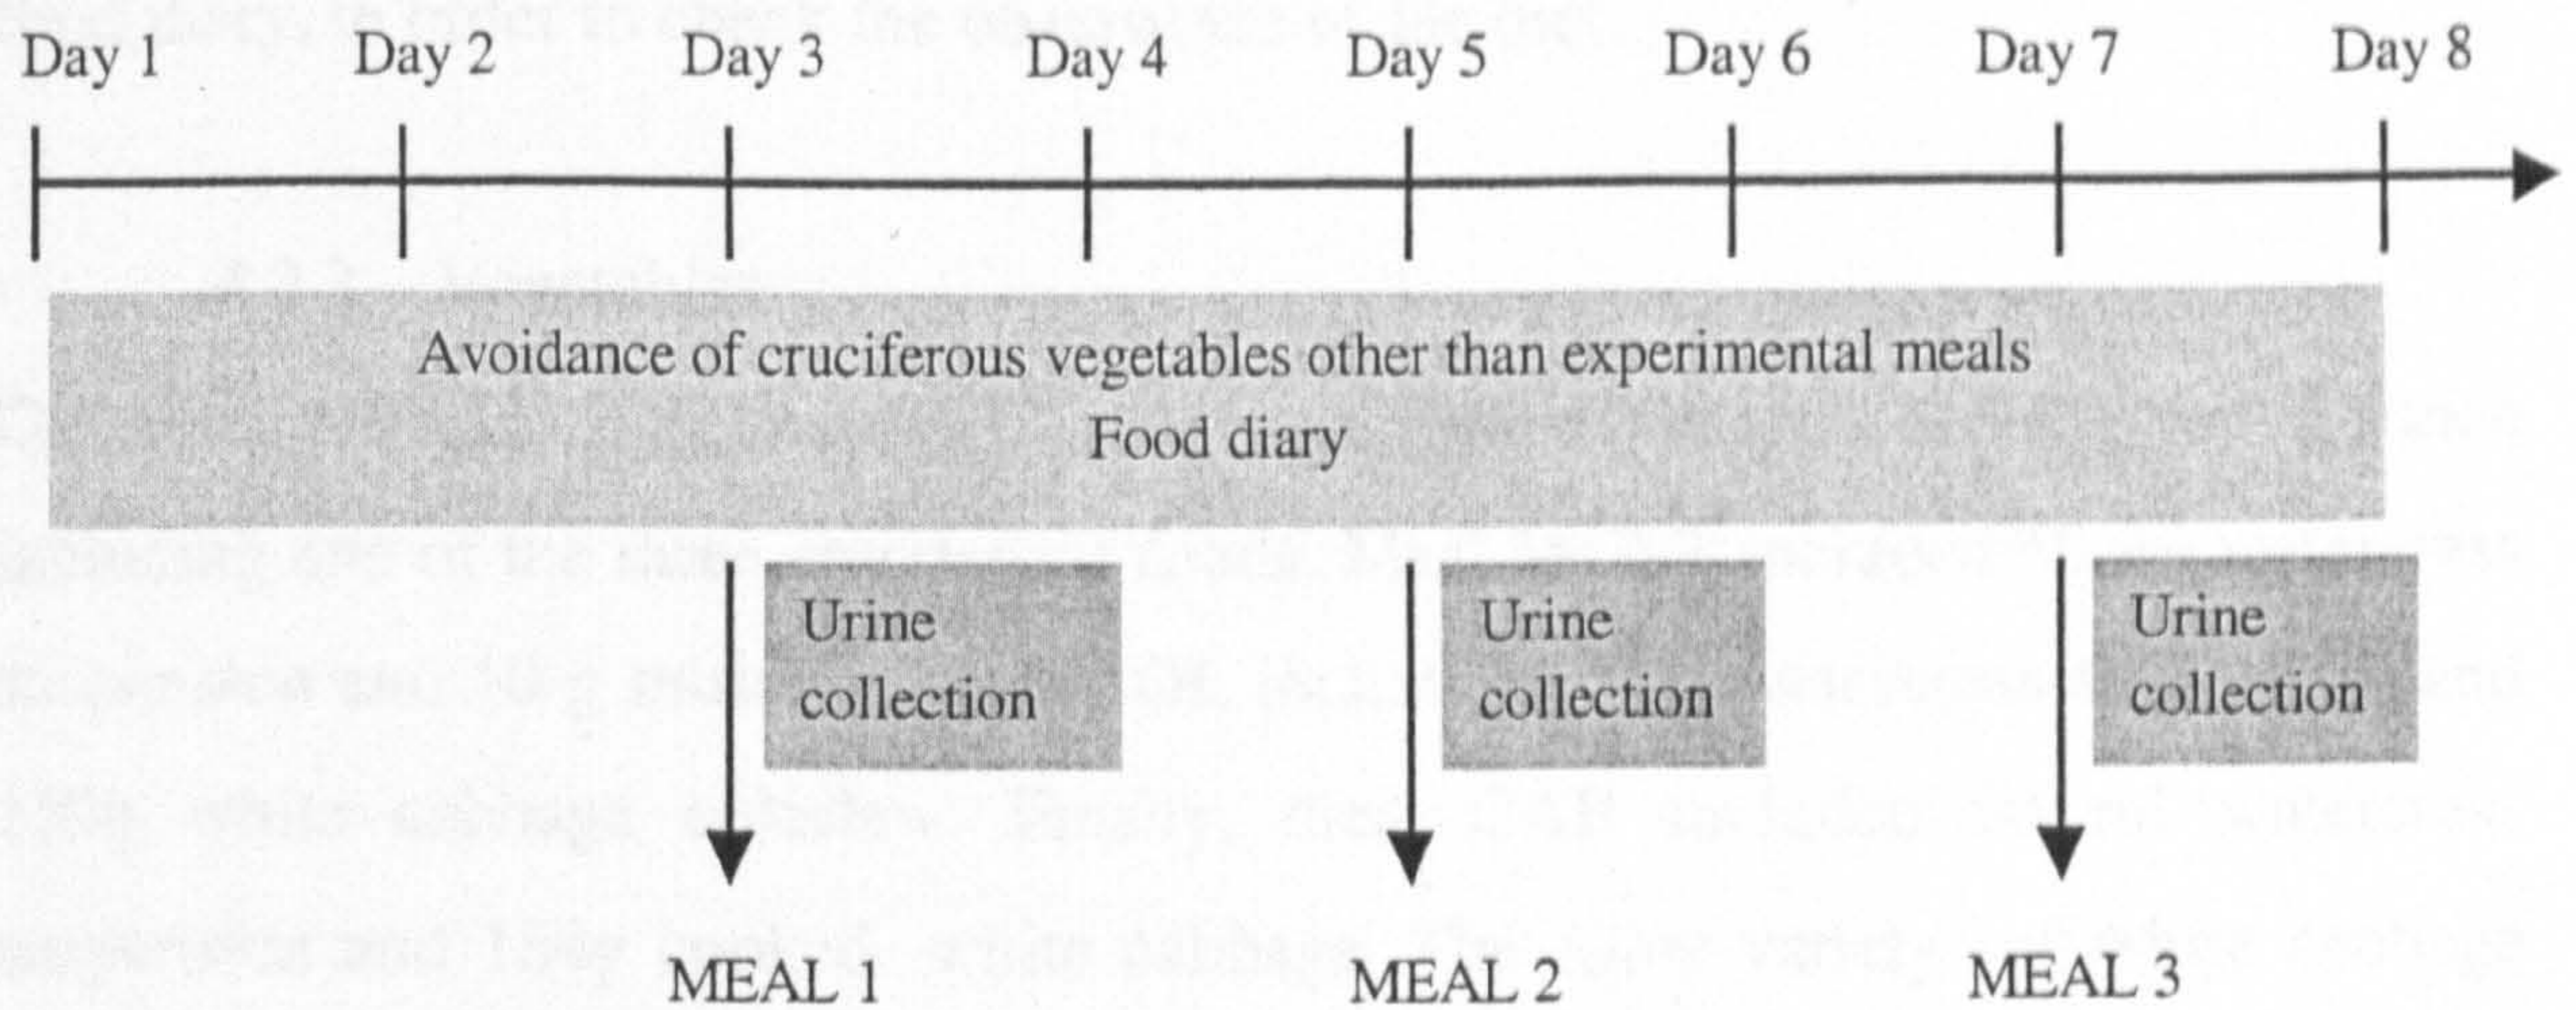 Day 1 Day 2 Day 3 Day 4 Day 5 Day 6 Day 7 Day 8
Avoidance of cruciferous vegetables other than experimental meals
Food diary
Urine Urine Urine
collection collection collection
MEAL 1 MEAL 2 MEAL 3